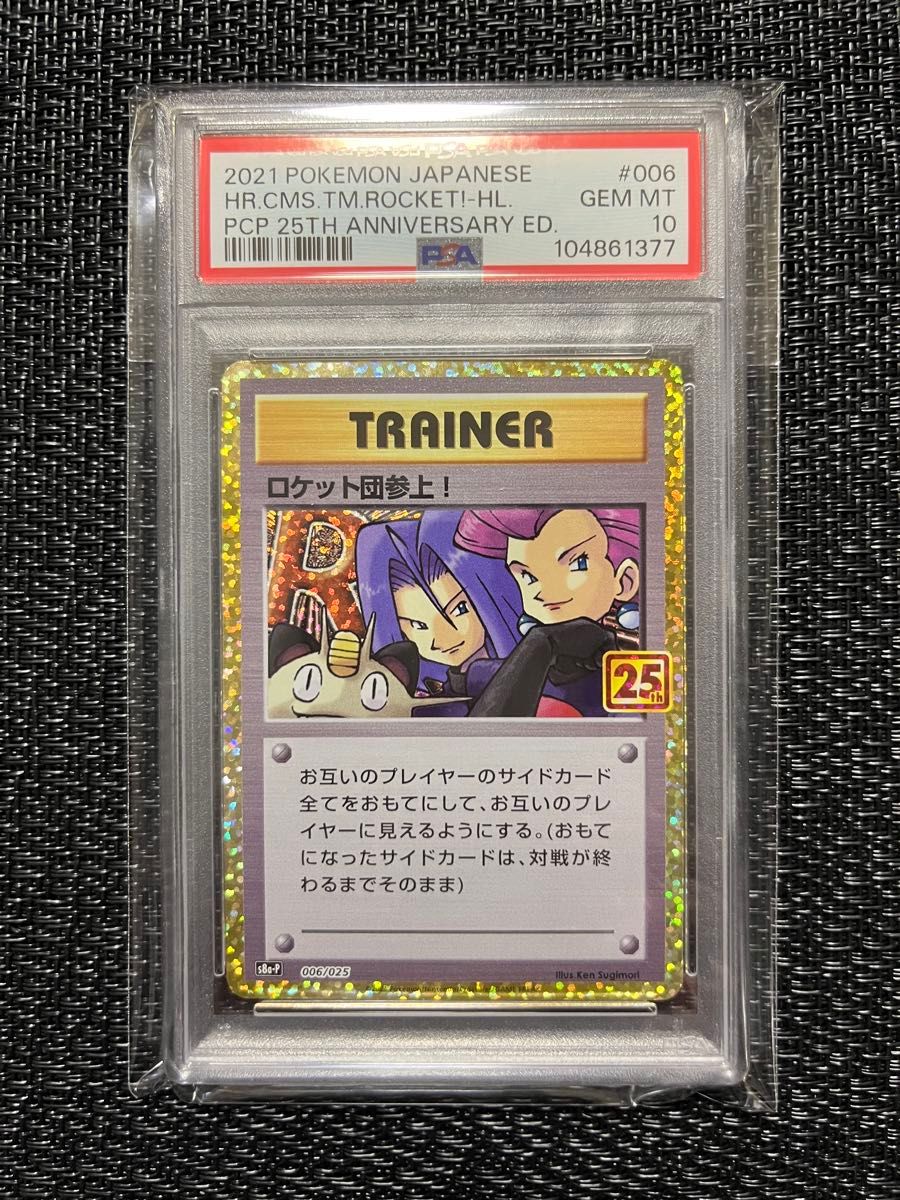 2021 POKEMON JAPANESE #006
HR.CMS.TM.ROCKET!-HL. GEM MT
PCP 25TH ANNIVERSARY ED. 10
PSA 104861377
TRAINER
ロケット団参上!
R
25th
お互いのプレイヤーのサイドカード
全てをおもてにして、お互いのプレ
イヤーに見えるようにする。(おもて
になったサイドカードは、対戦が終
わるまでそのまま)
s8a-P 006/025 Illus Ken Sugimori